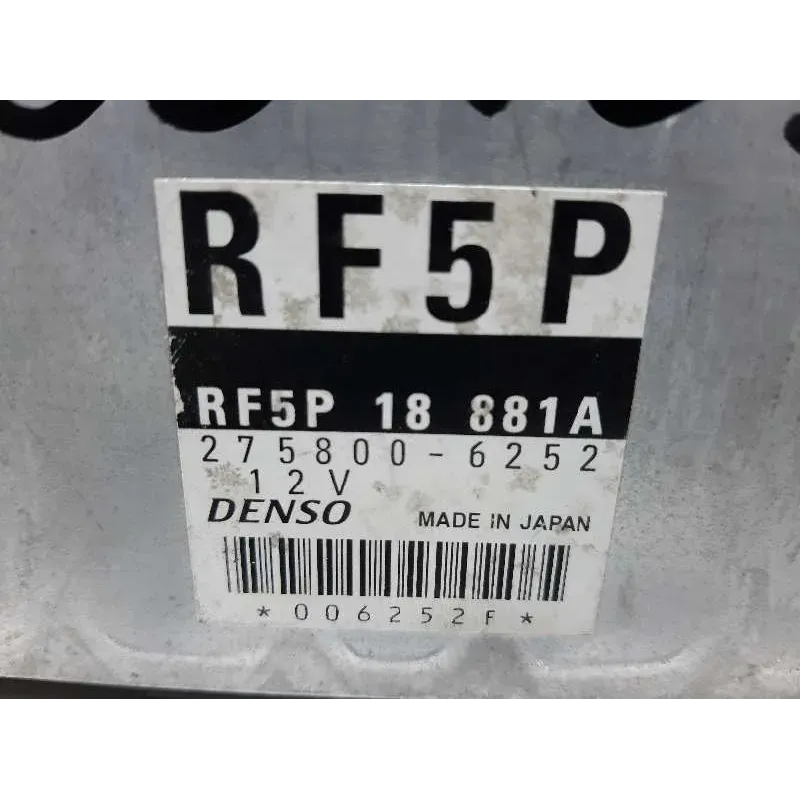 RF5P
RF5P 18 881A
275800-6252
12V
DENSO MADE IN JAPAN
*006252F*